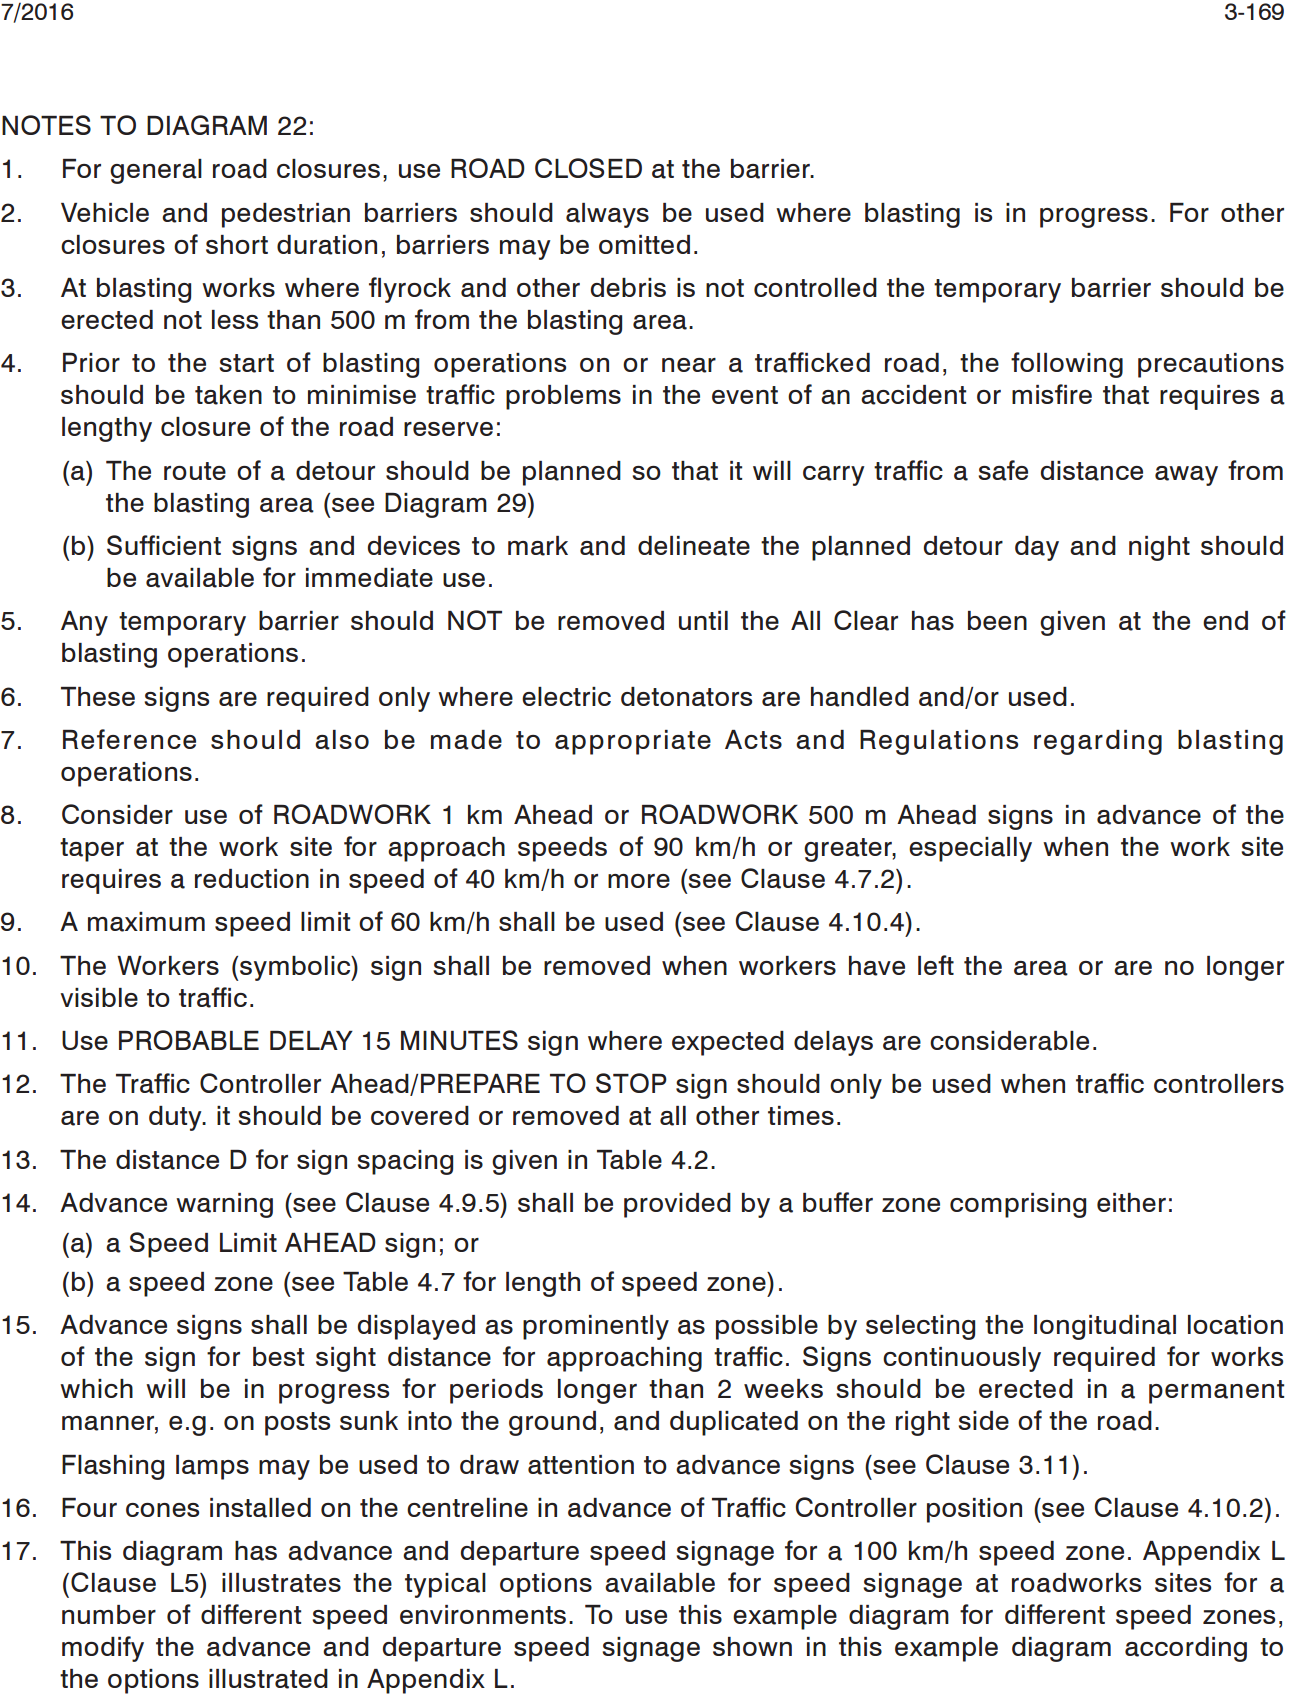 7/2016 3-169
NOTES TO DIAGRAM 22:
1. For general road closures, use ROAD CLOSED at the barrier.
2. Vehicle and pedestrian barriers should always be used where blasting is in progress. For other
closures of short duration, barriers may be omitted.
3. At blasting works where flyrock and other debris is not controlled the temporary barrier should be
erected not less than 500 m from the blasting area.
4. Prior to the start of blasting operations on or near a trafficked road, the following precautions
should be taken to minimise traffic problems in the event of an accident or misfire that requires a
lengthy closure of the road reserve:
(a) The route of a detour should be planned so that it will carry traffic a safe distance away from
the blasting area (see Diagram 29)
(b) Sufficient signs and devices to mark and delineate the planned detour day and night should
be available for immediate use.
5. Any temporary barrier should NOT be removed until the All Clear has been given at the end of
blasting operations.
6. These signs are required only where electric detonators are handled and/or used.
7. Reference should also be made to appropriate Acts and Regulations regarding blasting
operations.
8. Consider use of ROADWORK 1 km Ahead or ROADWORK 500 m Ahead signs in advance of the
taper at the work site for approach speeds of 90 km/h or greater, especially when the work site
requires a reduction in speed of 40 km/h or more (see Clause 4.7.2).
9. A maximum speed limit of 60 km/h shall be used (see Clause 4.10.4).
10. The Workers (symbolic) sign shall be removed when workers have left the area or are no longer
visible to traffic.
11. Use PROBABLE DELAY 15 MINUTES sign where expected delays are considerable.
12. The Traffic Controller Ahead/PREPARE TO STOP sign should only be used when traffic controllers
are on duty. it should be covered or removed at all other times.
13. The distance D for sign spacing is given in Table 4.2.
14. Advance warning (see Clause 4.9.5) shall be provided by a buffer zone comprising either:
(a) a Speed Limit AHEAD sign; or
(b) a speed zone (see Table 4.7 for length of speed zone).
15. Advance signs shall be displayed as prominently as possible by selecting the longitudinal location
of the sign for best sight distance for approaching traffic. Signs continuously required for works
which will be in progress for periods longer than 2 weeks should be erected in a permanent
manner, e.g. on posts sunk into the ground, and duplicated on the right side of the road.
Flashing lamps may be used to draw attention to advance signs (see Clause 3.11).
16. Four cones installed on the centreline in advance of Traffic Controller position (see Clause 4.10.2).
17. This diagram has advance and departure speed signage for a 100 km/h speed zone. Appendix L
(Clause L5) illustrates the typical options available for speed signage at roadworks sites for a
number of different speed environments. To use this example diagram for different speed zones,
modify the advance and departure speed signage shown in this example diagram according to
the options illustrated in Appendix L.